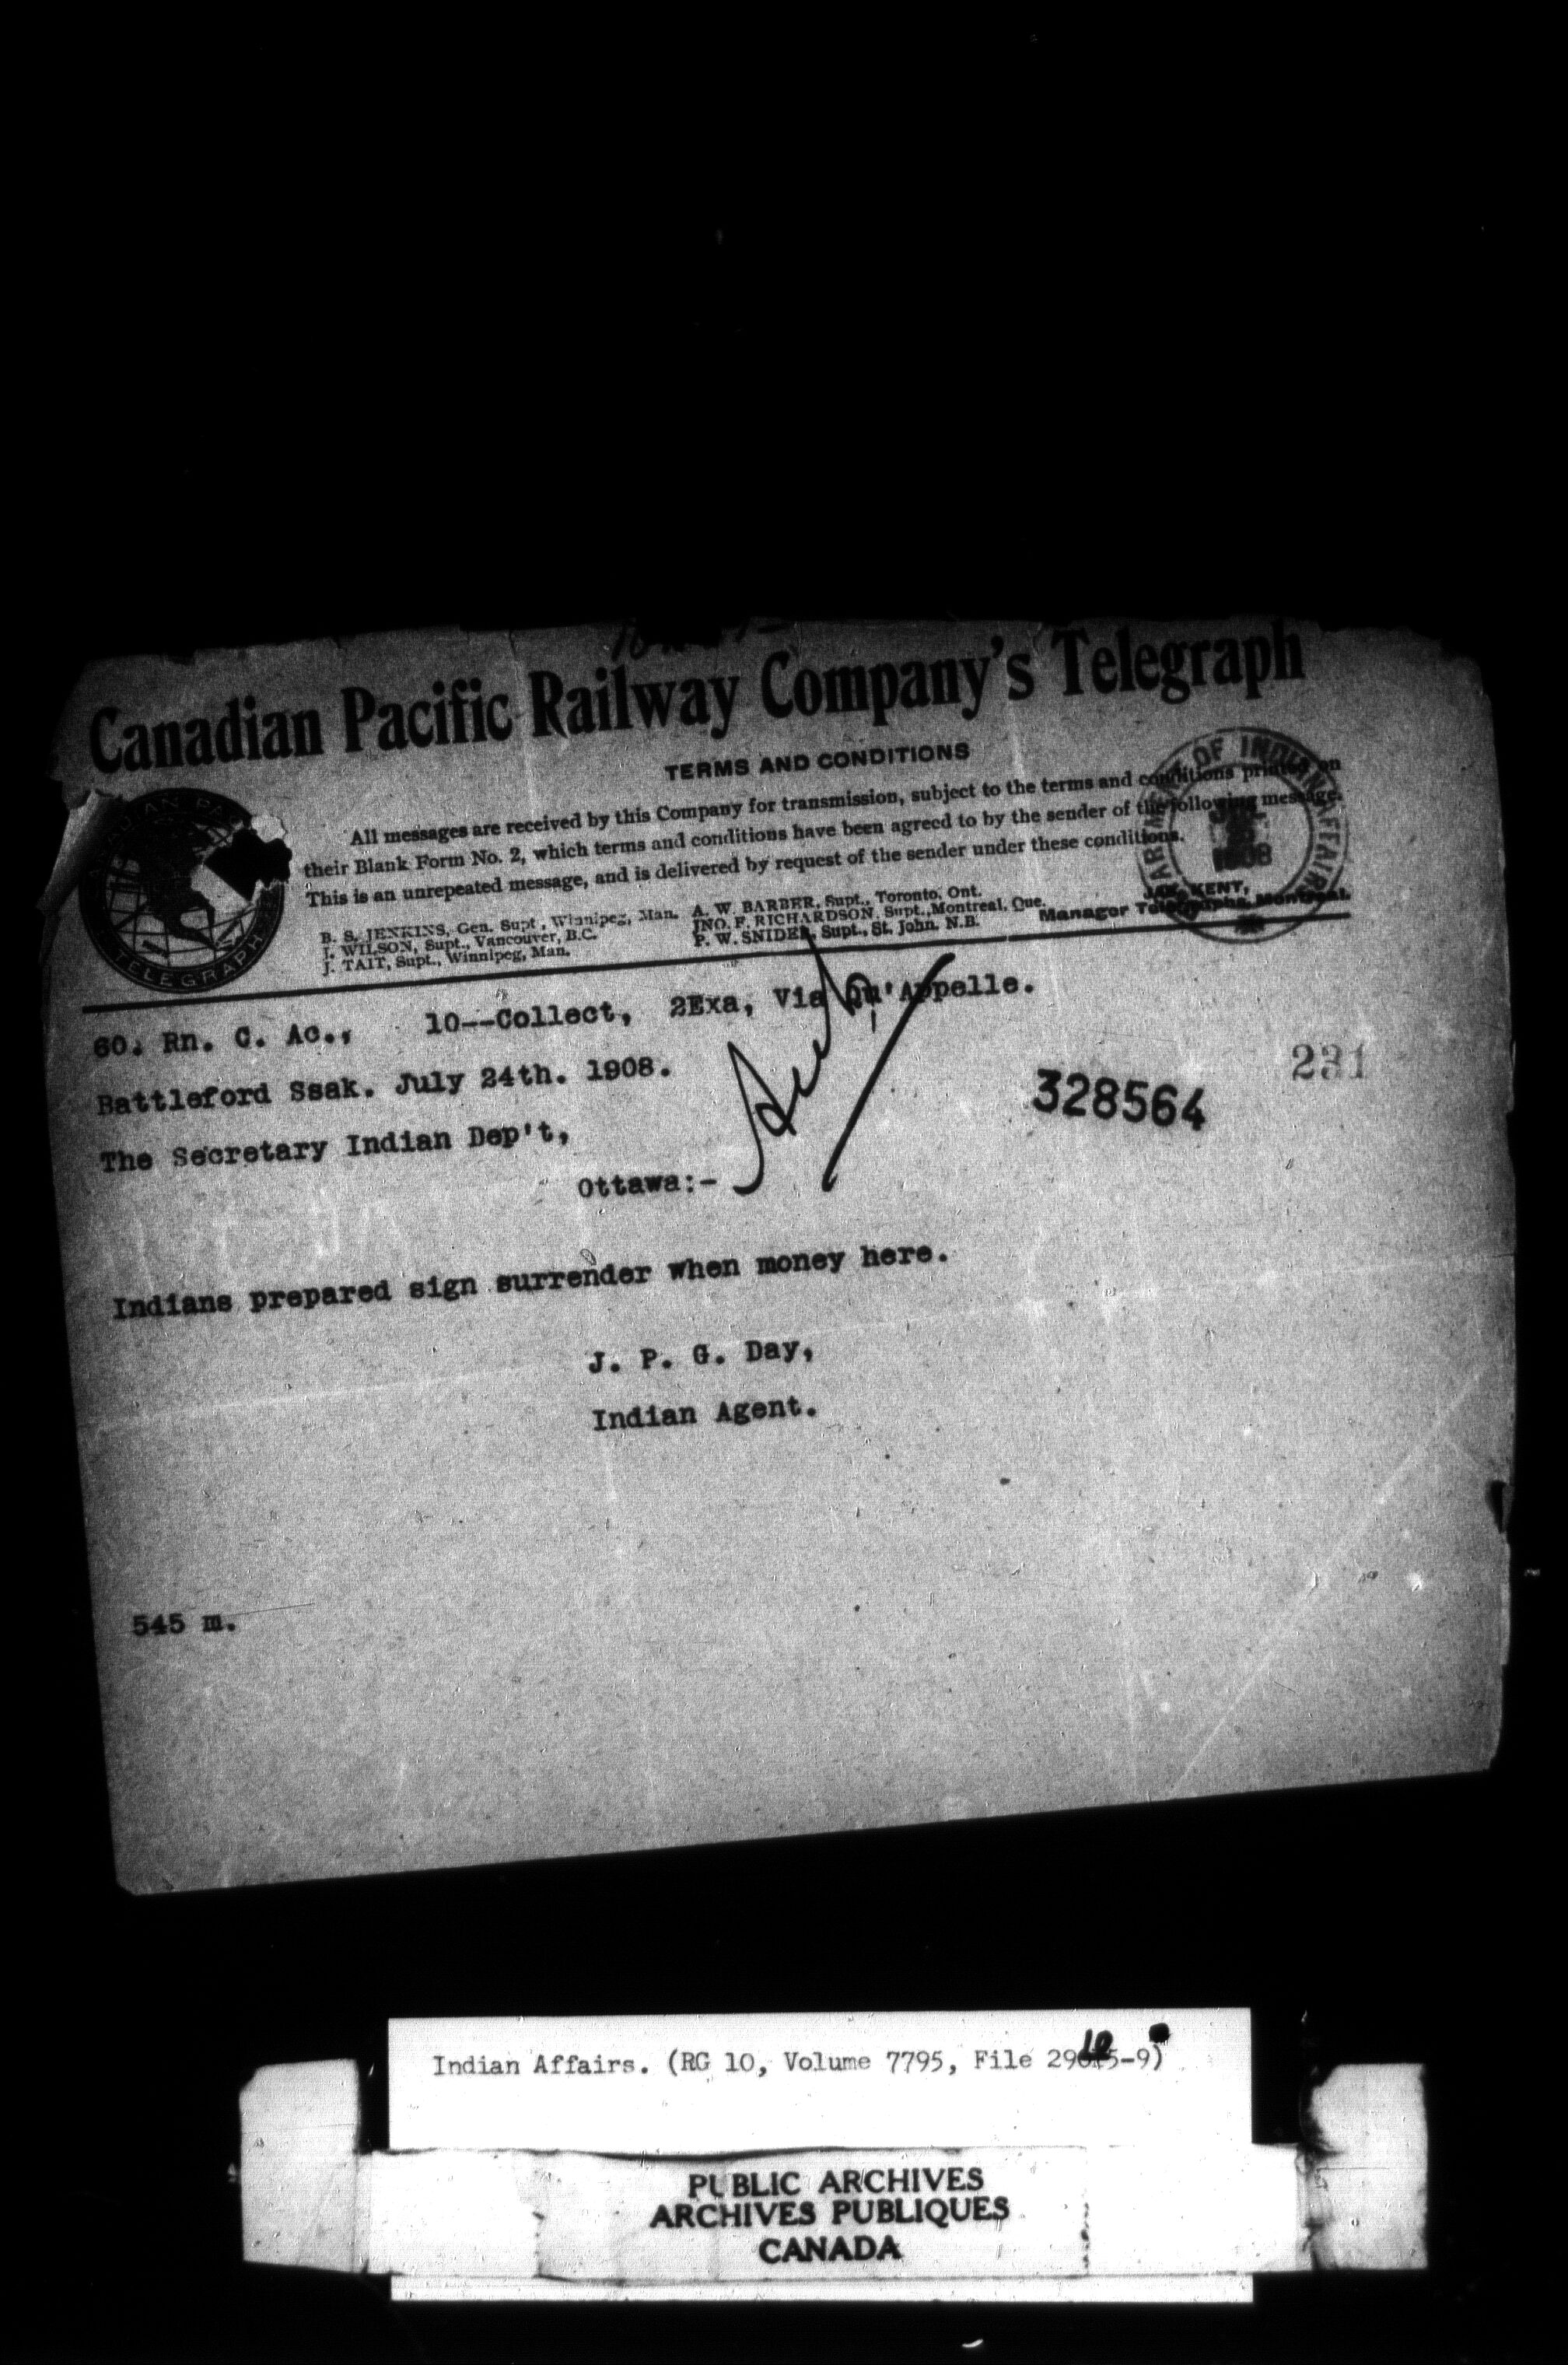 Canadian Pacific Railway Company's Telegraph
TERMS AND CONDITIONS
All messages are received by this Company for transmission, subject to the terms and conditions printed on
their Blank Form No. 2, which terms and conditions have been agreed to by the sender of the following message.
This is an unrepeated message, and is delivered by request of the sender under these conditions.
B. S. JENKINS, Gen. Supt., Winnipeg, Man.
J. WILSON, Supt., Vancouver, B.C.
J. TAIT, Supt., Winnipeg, Man.
A. W. BARBER, Supt., Toronto, Ont.
JNO. F. RICHARDSON, Supt., Montreal, Que.
P. W. SNIDER, Supt., St. John, N.B.
KENT,
Manager Telegraphs, Montreal.
TELEGRAPH
OF INDIAN AFFAIRS
1908
60. Rn. C. Ac., 10--Collect, 2Exa, Via Qu'Appelle.
Battleford Ssak. July 24th. 1908.
The Secretary Indian Dep't,
Ottawa:-
328564
231
Indians prepared sign surrender when money here.
J. P. G. Day,
Indian Agent.
545 m.
Indian Affairs. (RG 10, Volume 7795, File 29 -9)
PUBLIC ARCHIVES
ARCHIVES PUBLIQUES
CANADA